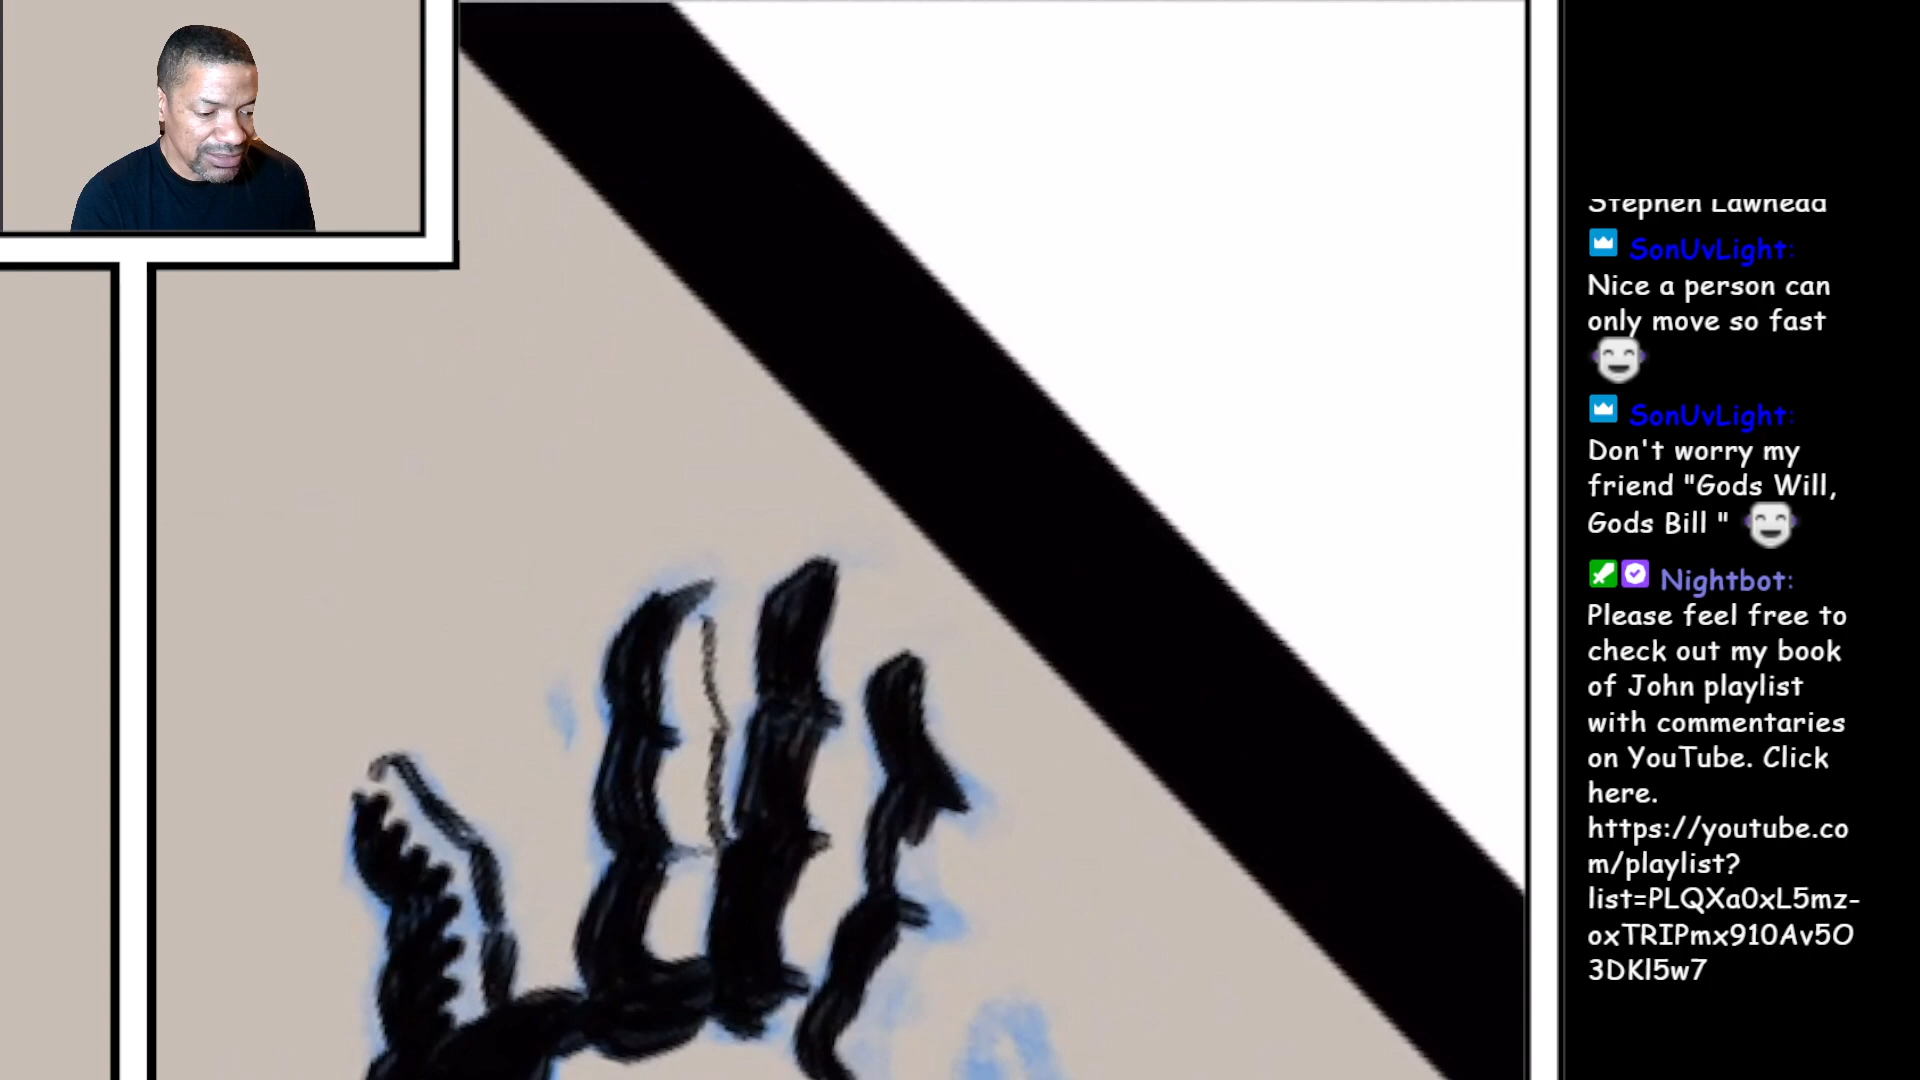 Stephen Lawhead
SonUvLight:
Nice a person can
only move so fast
SonUvLight:
Don't worry my
friend "Gods Will,
Gods Bill "
Nightbot:
Please feel free to
check out my book
of John playlist
with commentaries
on YouTube. Click
here.
https://youtube.co
m/playlist?
list=PLQXa0xL5mz-
oxTRIPmx910Av5O
3DKl5w7